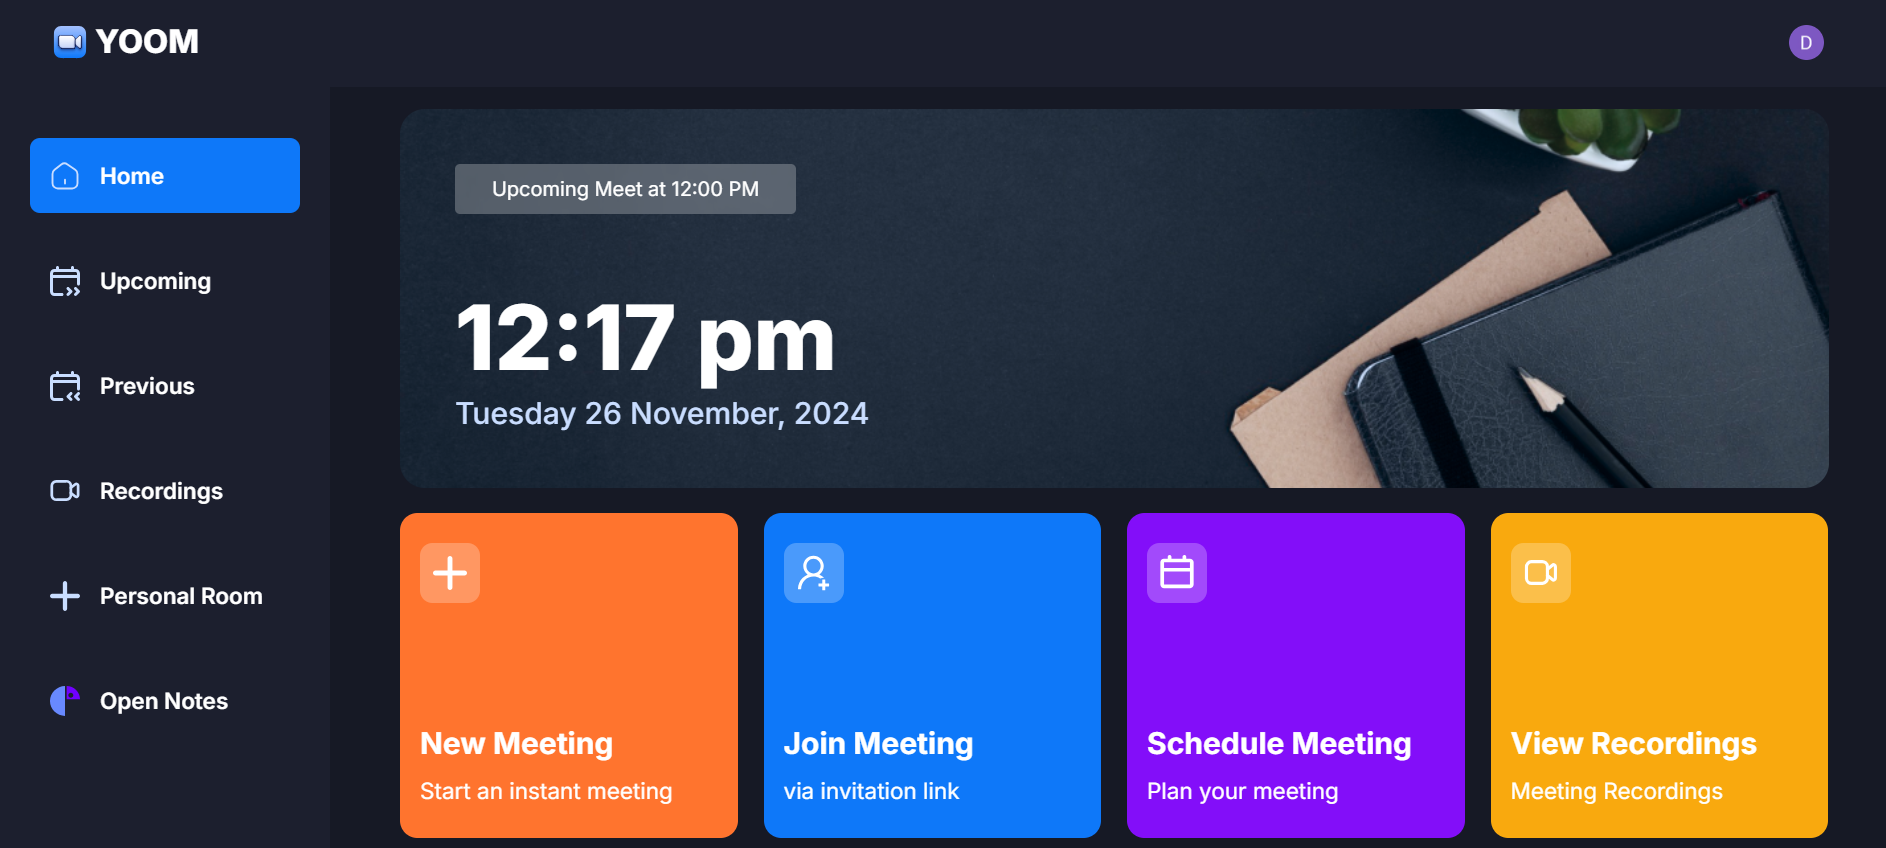 YOOM
D
Home
Upcoming
Previous
Recordings
Personal Room
Open Notes
Upcoming Meet at 12:00 PM
12:17 pm
Tuesday 26 November, 2024
New Meeting
Start an instant meeting
Join Meeting
via invitation link
Schedule Meeting
Plan your meeting
View Recordings
Meeting Recordings